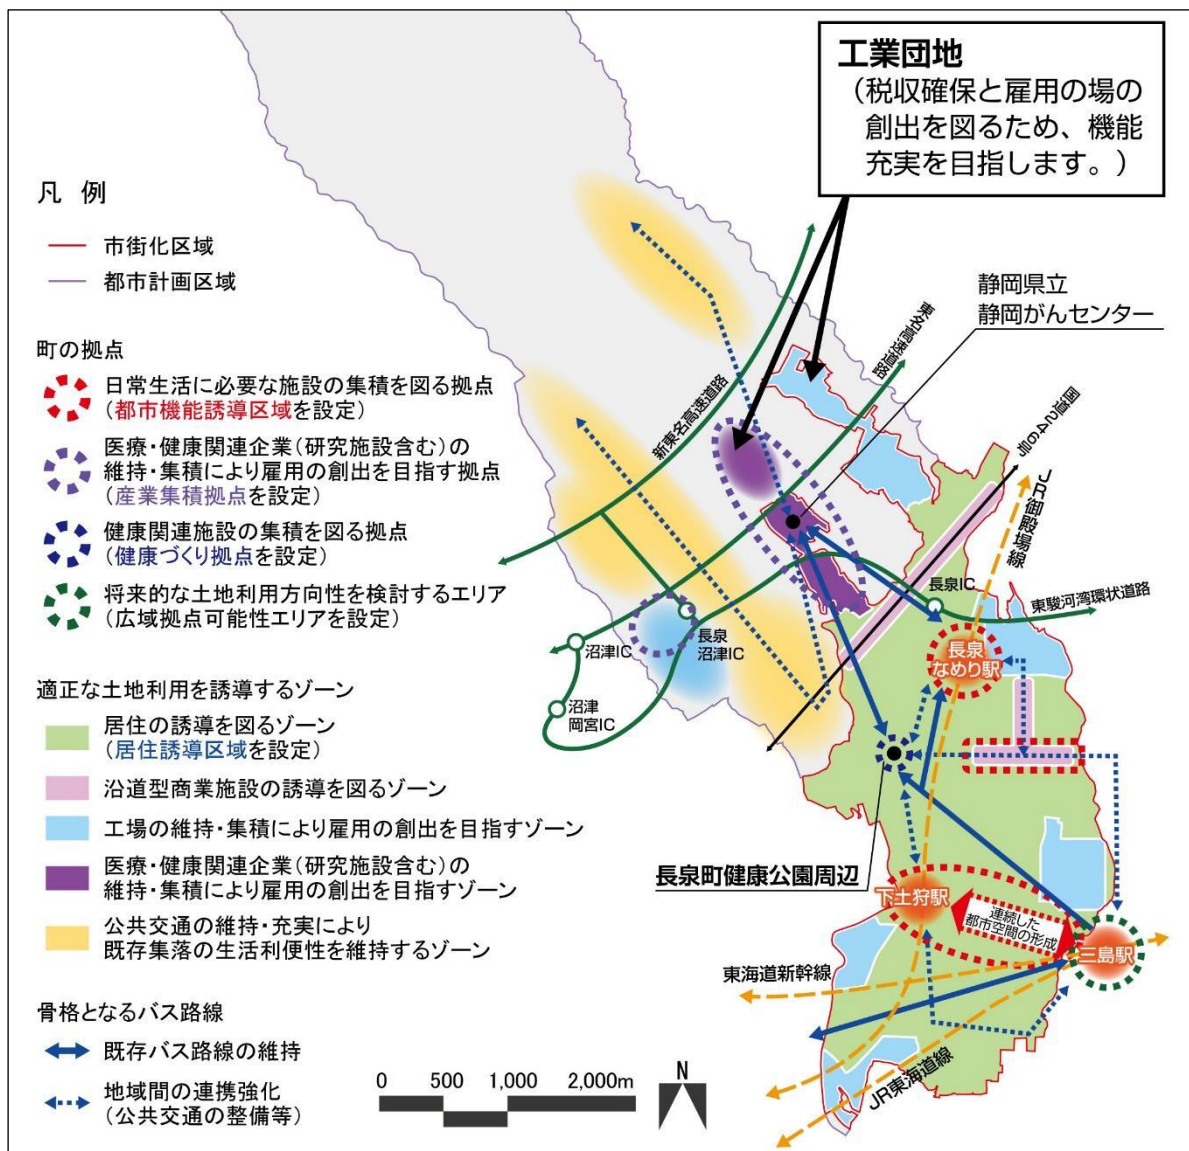 工業団地
（税収確保と雇用の場の
創出を図るため、機能
充実を目指します。）
凡 例
市街化区域
都市計画区域
町の拠点
日常生活に必要な施設の集積を図る拠点
（都市機能誘導区域を設定）
医療・健康関連企業（研究施設含む）の
維持・集積により雇用の創出を目指す拠点
（産業集積拠点を設定）
健康関連施設の集積を図る拠点
（健康づくり拠点を設定）
将来的な土地利用方向性を検討するエリア
（広域拠点可能性エリアを設定）
適正な土地利用を誘導するゾーン
居住の誘導を図るゾーン
（居住誘導区域を設定）
沿道型商業施設の誘導を図るゾーン
工場の維持・集積により雇用の創出を目指すゾーン
医療・健康関連企業（研究施設含む）の
維持・集積により雇用の創出を目指すゾーン
公共交通の維持・充実により
既存集落の生活利便性を維持するゾーン
骨格となるバス路線
既存バス路線の維持
地域間の連携強化
（公共交通の整備等）
0 500 1,000 2,000m
N
静岡県立
静岡がんセンター
東名高速道路
新東名高速道路
国道246号
JR御殿場線
長泉IC
東駿河湾環状道路
長泉
沼津IC
沼津IC
沼津
岡宮IC
長泉
なめり駅
長泉町健康公園周辺
下土狩駅
連続した
都市空間の形成
三島駅
東海道新幹線
JR東海道線